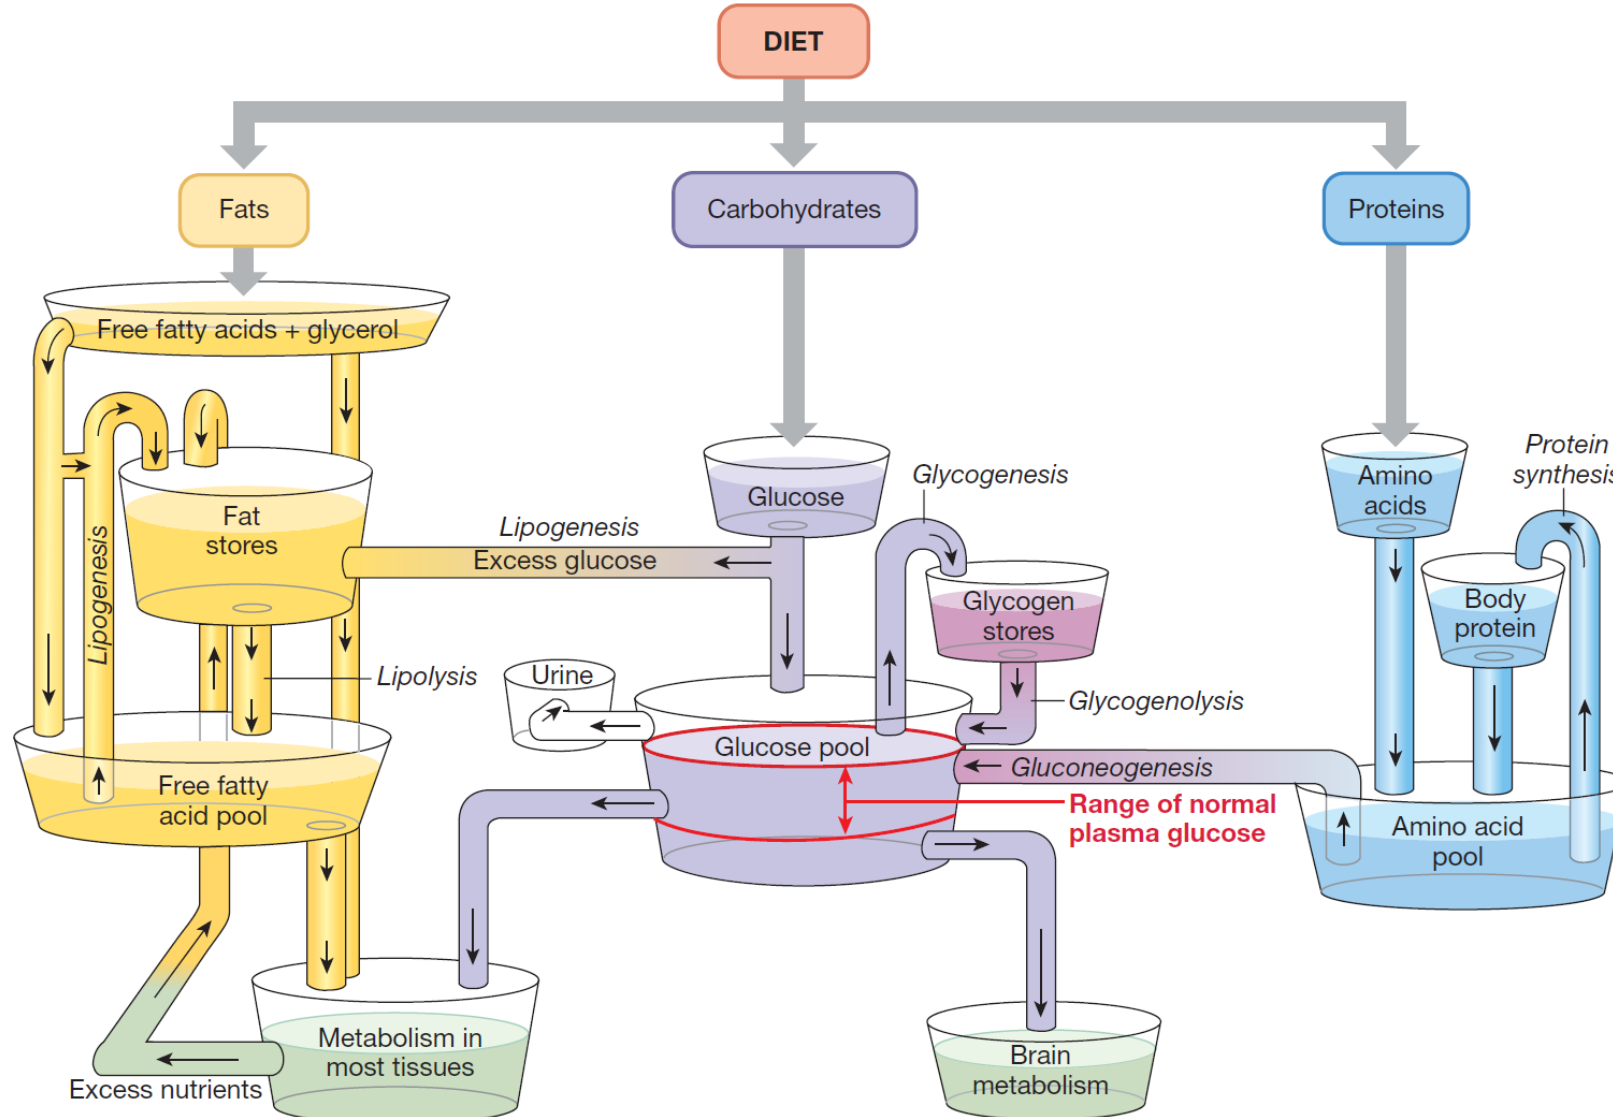 DIET
Fats
Carbohydrates
Proteins
Free fatty acids + glycerol
Fat
stores
Lipogenesis
Lipogenesis
Excess glucose
Glucose
Glycogenesis
Glycogen
stores
Amino
acids
Protein
synthesis
Body
protein
Lipolysis
Urine
Glycogenolysis
Glucose pool
Gluconeogenesis
Range of normal
plasma glucose
Free fatty
acid pool
Amino acid
pool
Metabolism in
most tissues
Excess nutrients
Brain
metabolism